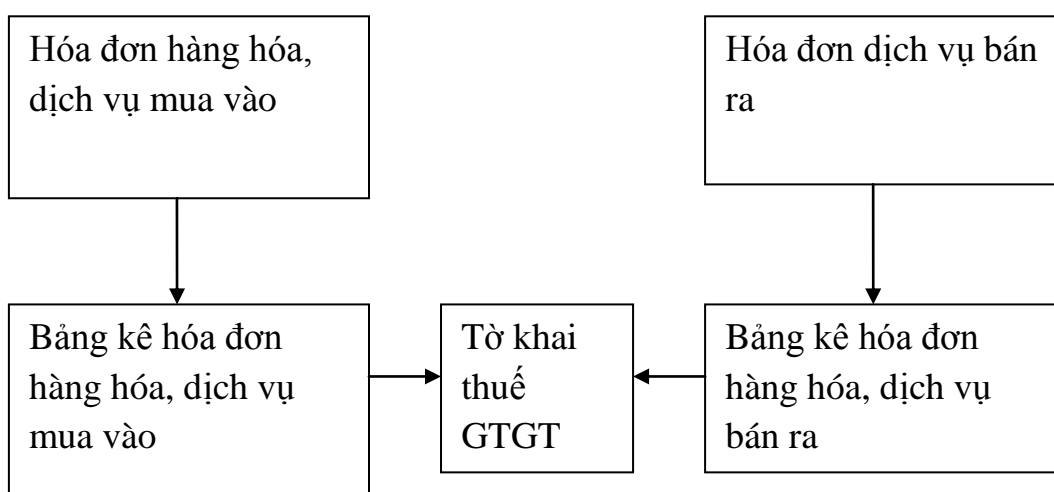 Hóa đơn hàng hóa,
dịch vụ mua vào
Hóa đơn dịch vụ bán
ra
Bảng kê hóa đơn
hàng hóa, dịch vụ
mua vào
Tờ khai
thuế
GTGT
Bảng kê hóa đơn
hàng hóa, dịch vụ
bán ra